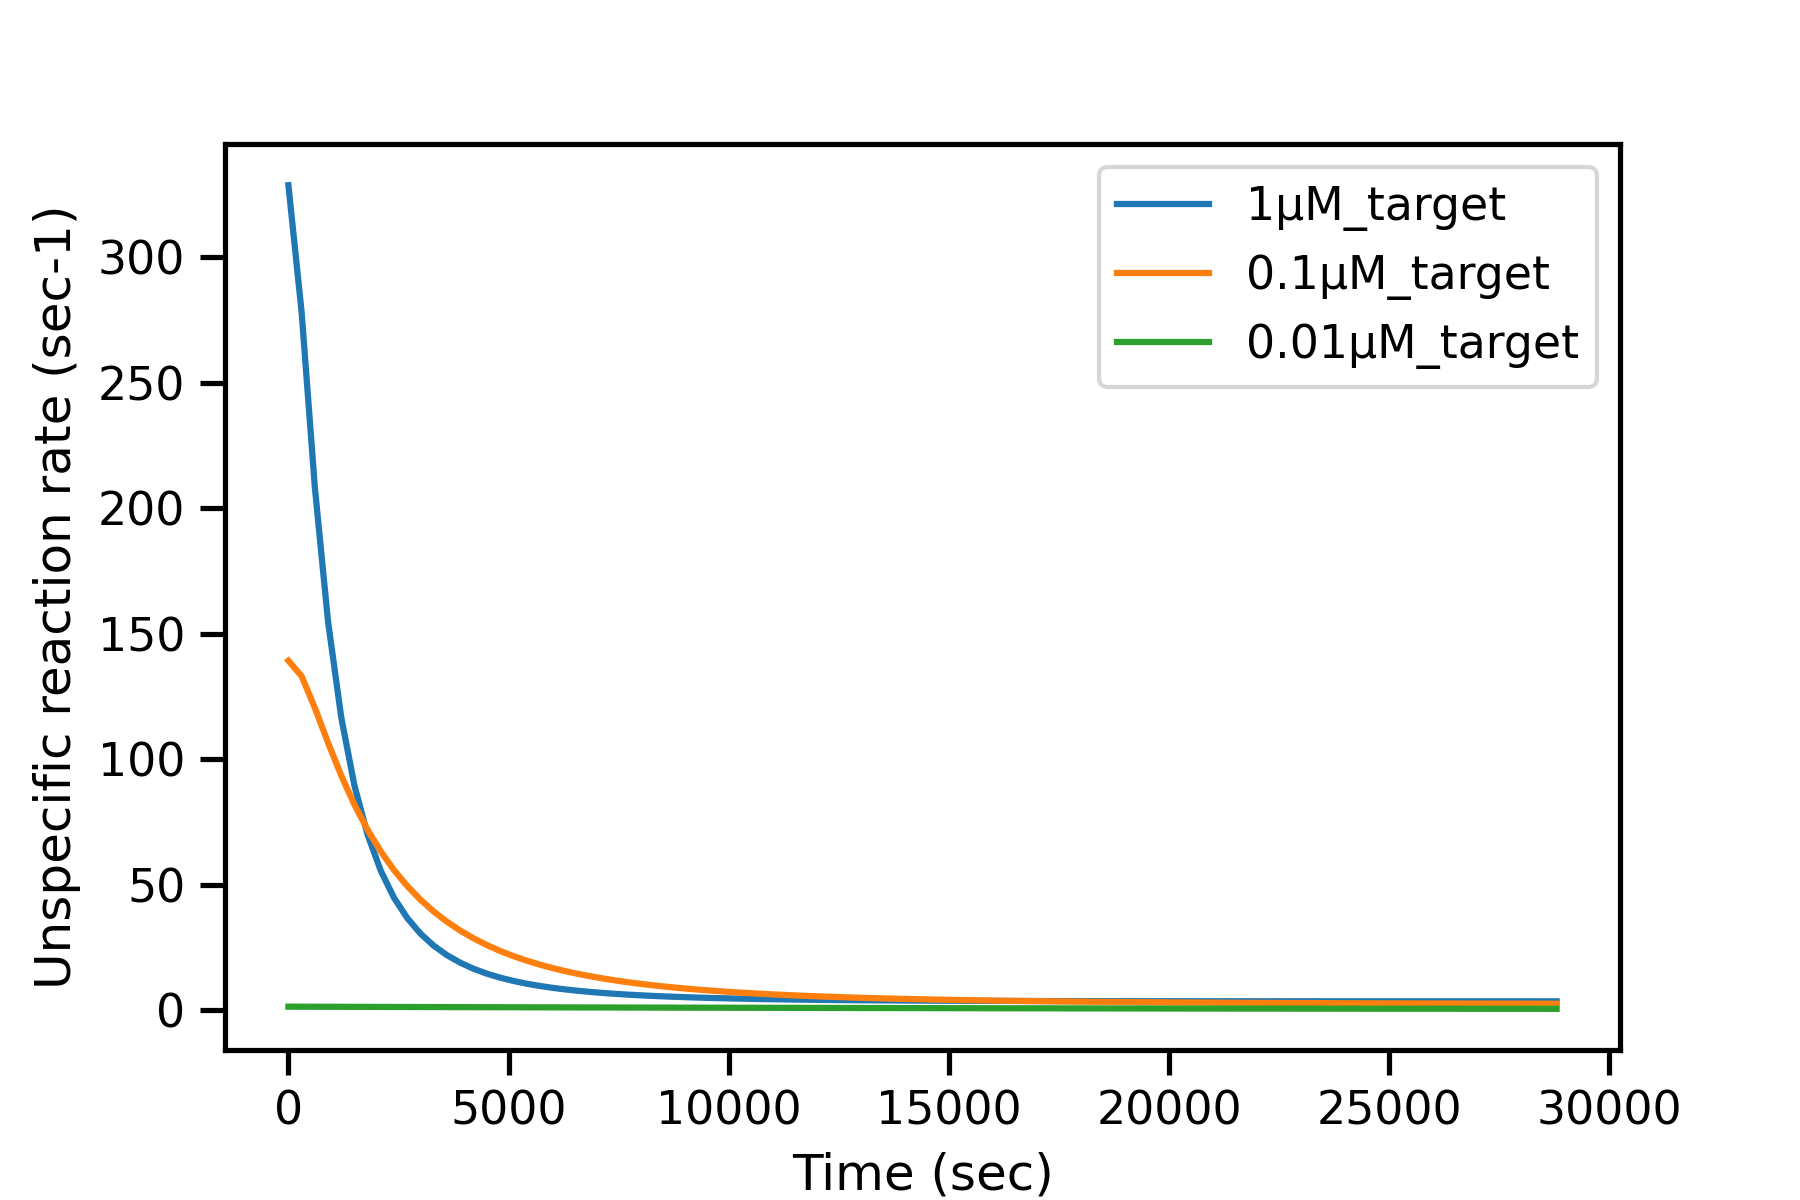 Unspecific reaction rate (sec-1)
300
250
200
150
100
50
0
1μM_target
0.1μM_target
0.01μM_target
0 5000 10000 15000 20000 25000 30000
Time (sec)